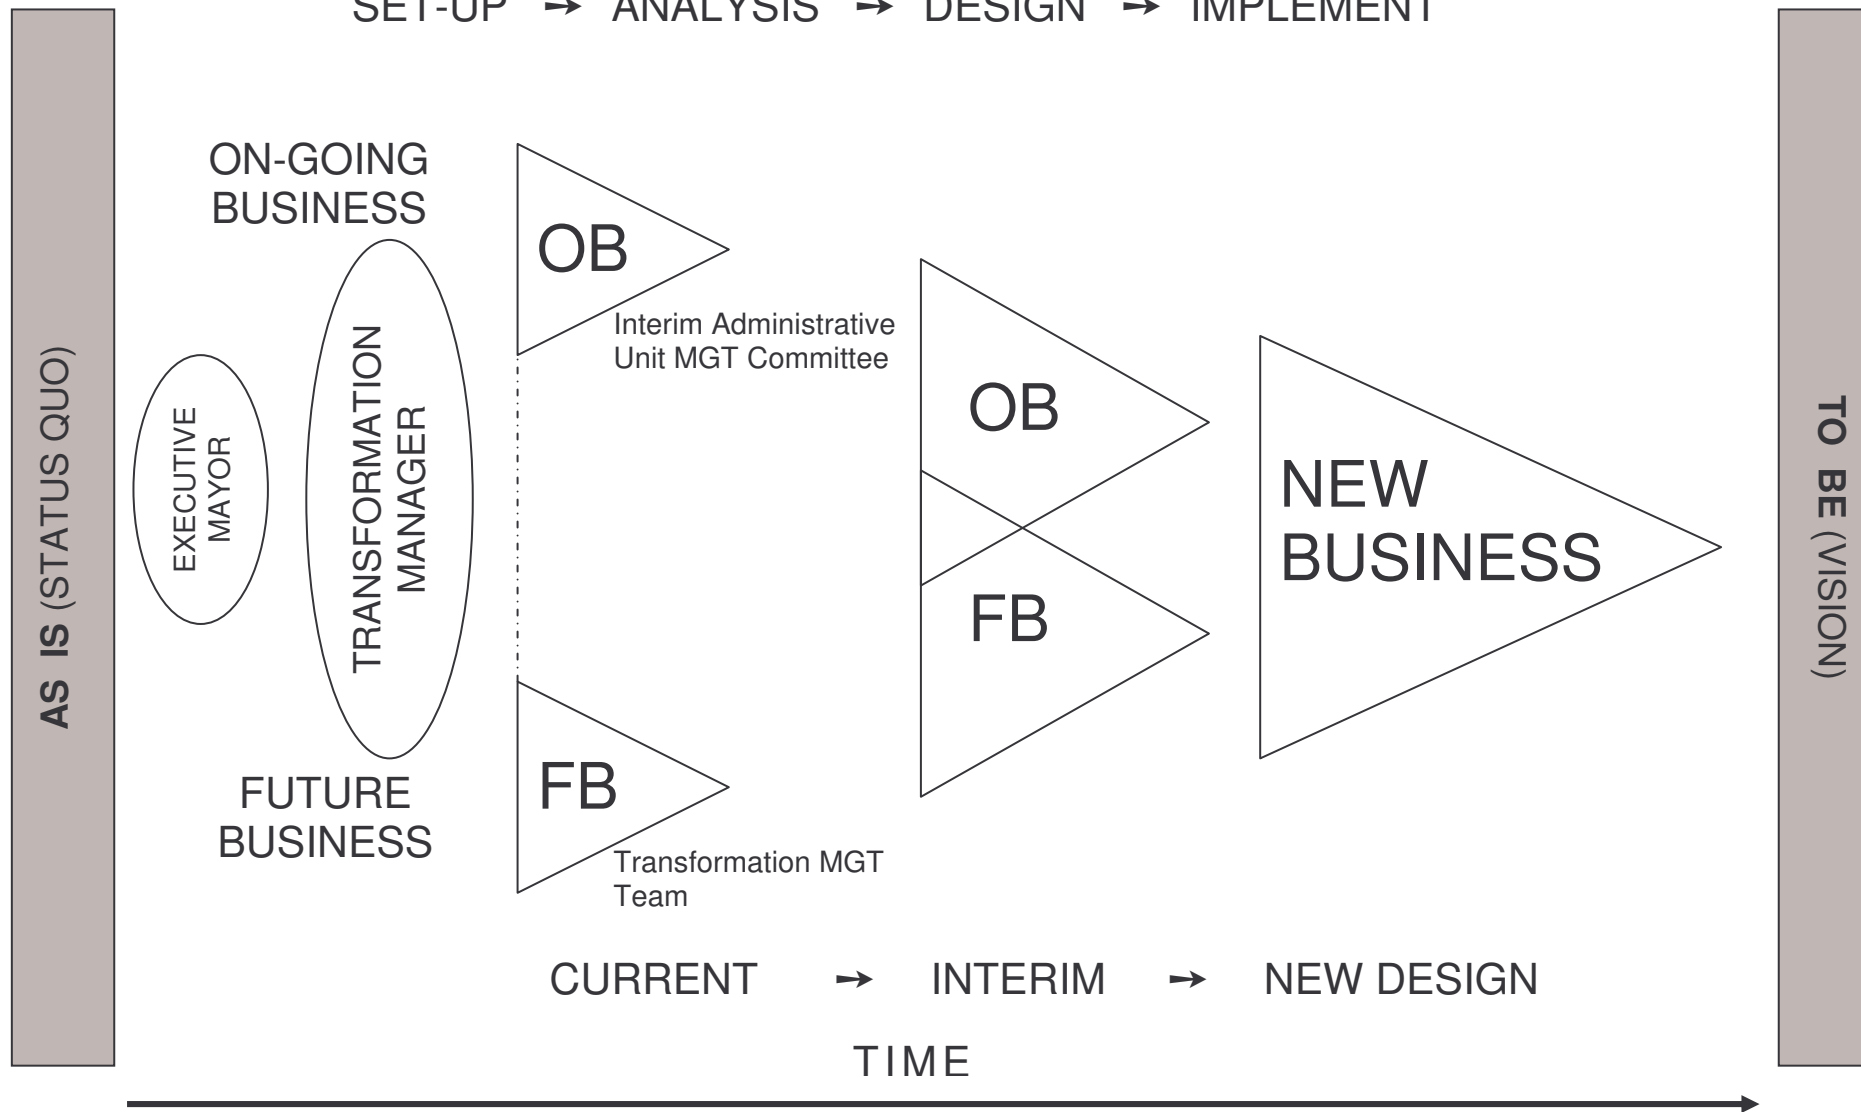 SET-UP → ANALYSIS → DESIGN → IMPLEMENT
AS IS (STATUS QUO)
ON-GOING
BUSINESS
EXECUTIVE
MAYOR
TRANSFORMATION
MANAGER
FUTURE
BUSINESS
OB
Interim Administrative
Unit MGT Committee
FB
Transformation MGT
Team
OB
FB
NEW
BUSINESS
TO BE (VISION)
CURRENT → INTERIM → NEW DESIGN
TIME